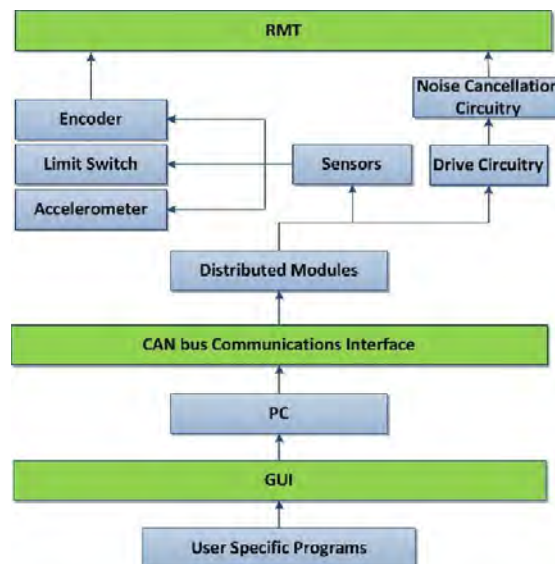 RMT
Noise Cancellation
Circuitry
Encoder
Limit Switch
Sensors
Drive Circuitry
Accelerometer
Distributed Modules
CAN bus Communications Interface
PC
GUI
User Specific Programs